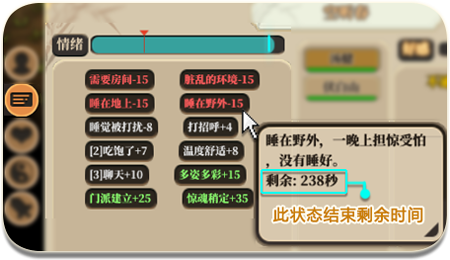 情绪
需要房间-15
脏乱的环境-15
睡在地上-15
睡在野外-15
睡觉被打扰-8
打招呼+4
[2]吃饱了+7
温度舒适+8
[3]聊天+10
多姿多彩+15
门派建立+25
惊魂稍定+35
睡在野外，一晚上担惊受怕
，没有睡好。
剩余: 238秒
此状态结束剩余时间